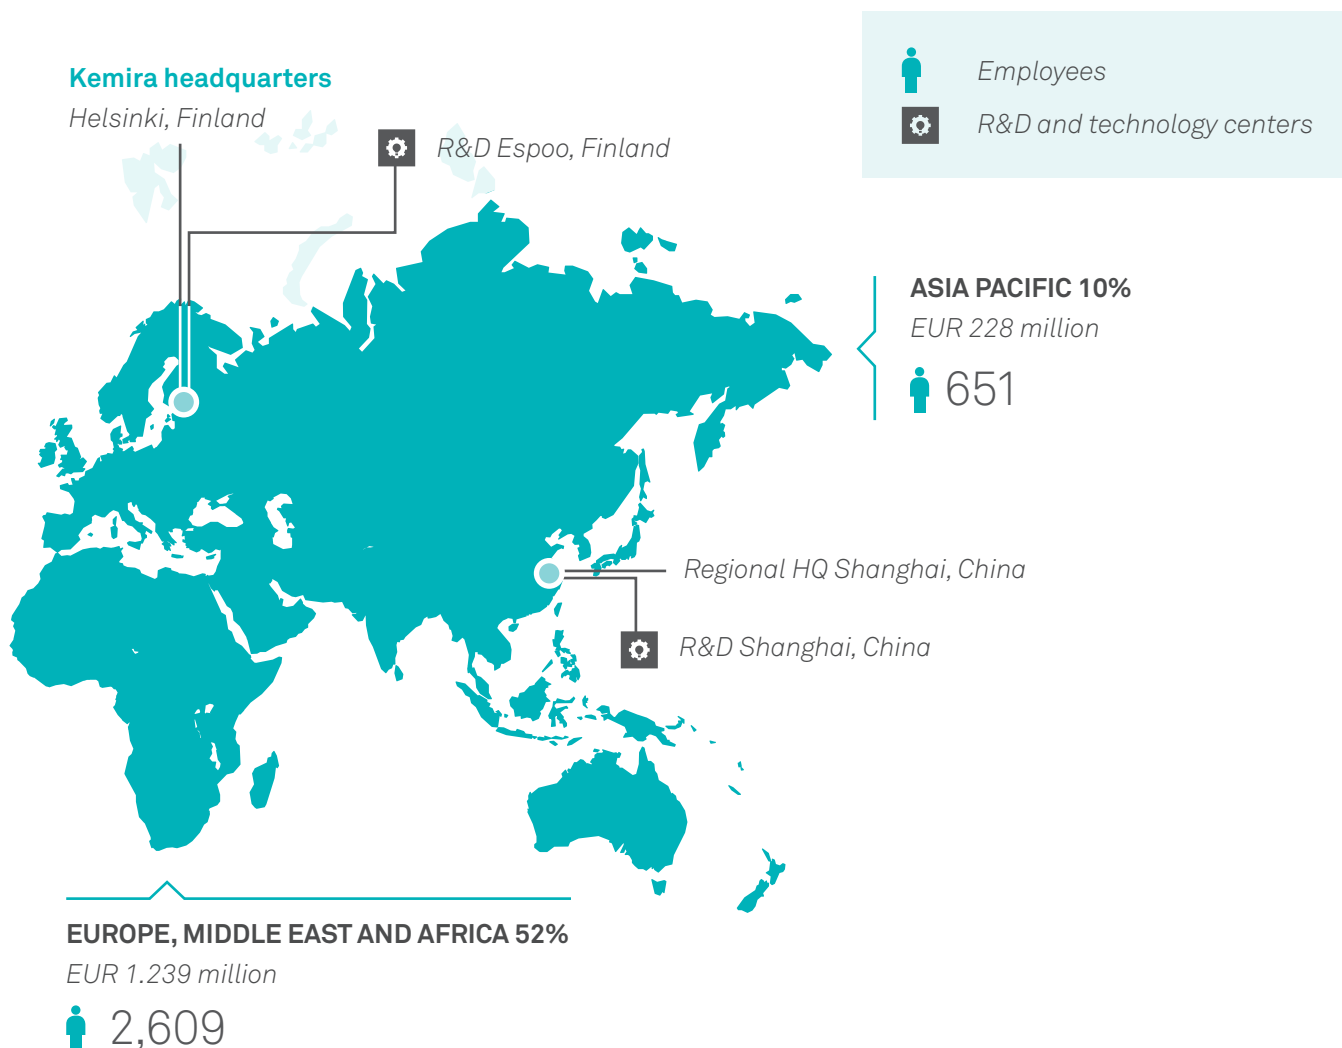 Kemira headquarters
Helsinki, Finland
R&D Espoo, Finland
Employees
R&D and technology centers
ASIA PACIFIC 10%
EUR 228 million
651
Regional HQ Shanghai, China
R&D Shanghai, China
EUROPE, MIDDLE EAST AND AFRICA 52%
EUR 1.239 million
2,609